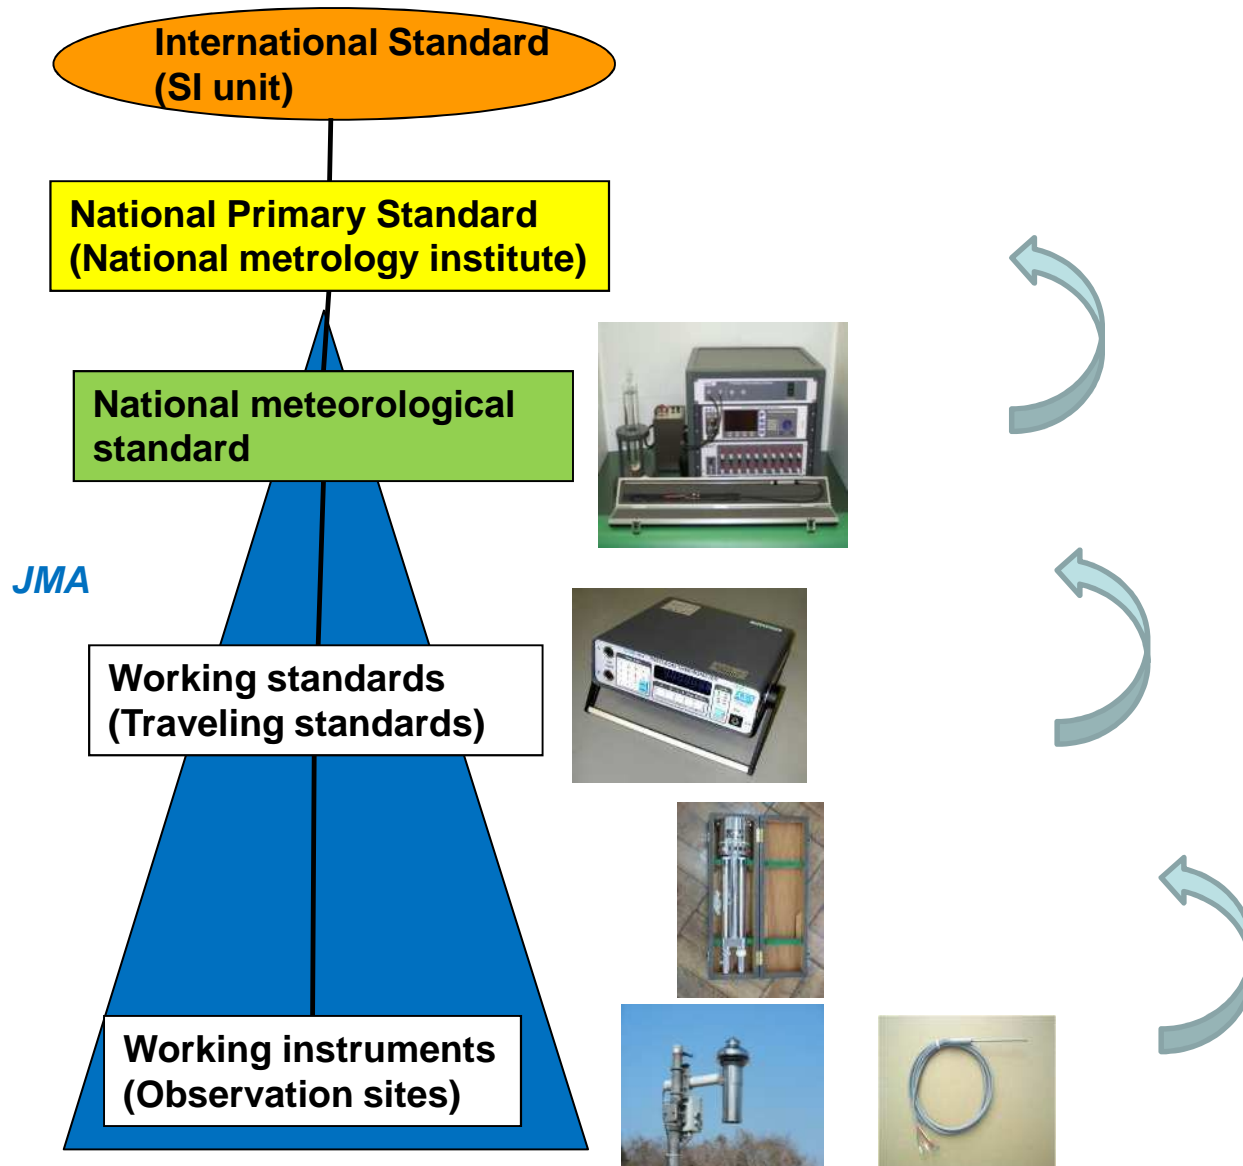 International Standard
(SI unit)
National Primary Standard
(National metrology institute)
National meteorological
standard
JMA
Working standards
(Traveling standards)
Working instruments
(Observation sites)